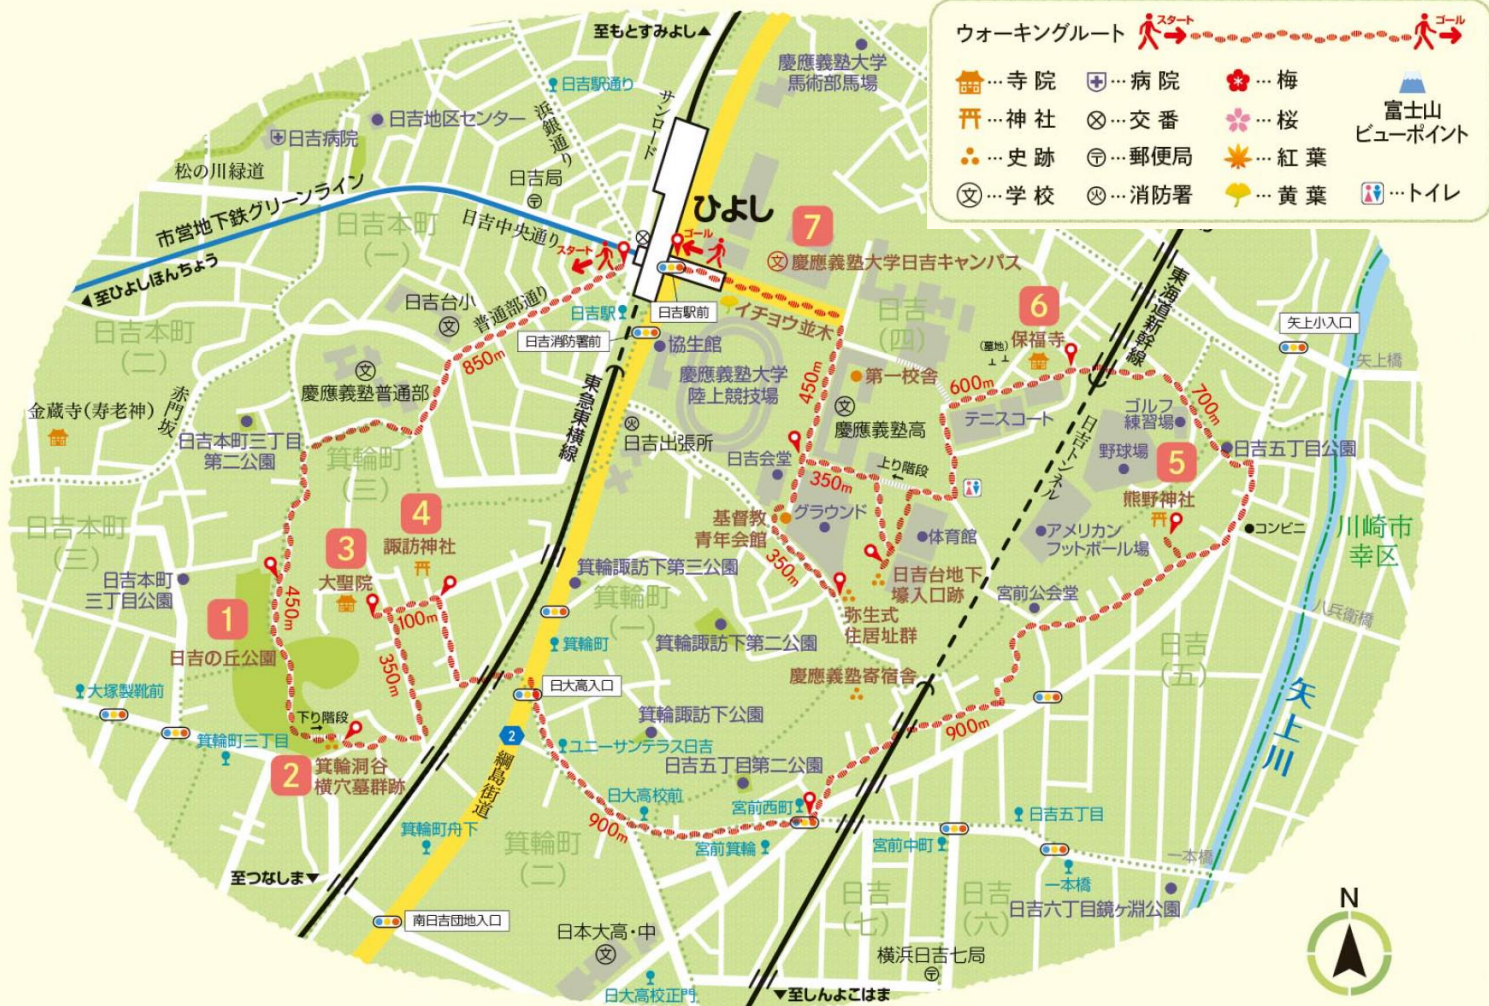 ウォーキングルート
スタート
ゴール
…寺院
…病院
…梅
…神社
…交番
…桜
…史跡
〒…郵便局
…紅葉
文…学校
火…消防署
…黄葉
…トイレ
富士山
ビューポイント
至もとすみよし▲
慶應義塾大学
馬術部馬場
日吉駅通り
浜銀通り
サンロード
日吉地区センター
日吉病院
松の川緑道
市営地下鉄グリーンライン
日吉局
〒
日吉本町
(一)
日吉中央通り
◀至ひよしほんちょう
ひよし
スタート
ゴール
7
文 慶應義塾大学日吉キャンパス
日吉台小
文
普通部通り
850m
日吉駅
日吉駅前
日吉消防署前
イチョウ並木
協生館
慶應義塾大学
陸上競技場
日吉
(四)
450m
第一校舎
文
慶應義塾高
6
保福寺
(墓地)
600m
テニスコート
東海道新幹線
矢上小入口
矢上橋
700m
ゴルフ
練習場
野球場
日吉五丁目公園
5
熊野神社
コンビニ
川崎市
幸区
日吉本町
(二)
文
慶應義塾普通部
赤門坂
金蔵寺(寿老神)
日吉本町三丁目
第二公園
箕輪町
(三)
東急東横線
火
日吉出張所
日吉会堂
上り階段
350m
日吉トンネル
グラウンド
基督教
青年会館
350m
体育館
アメリカン
フットボール場
日吉台地下
壕入口跡
宮前公会堂
弥生式
住居址群
慶應義塾寄宿舎
八兵衛橋
日吉
(五)
矢上川
日吉本町
(三)
日吉本町
三丁目公園
4
諏訪神社
3
大聖院
450m
100m
350m
1
日吉の丘公園
箕輪諏訪下第三公園
箕輪町
(一)
箕輪町
箕輪諏訪下第二公園
日大高入口
大塚製靴前
箕輪町三丁目
下り階段
2
箕輪洞谷
横穴墓群跡
2
綱島街道
箕輪諏訪下公園
ユニーサンテラス日吉
日吉五丁目第二公園
日大高校前
900m
宮前西町
宮前箕輪
900m
宮前中町
日吉五丁目
一本橋
一本橋
日吉六丁目鏡ヶ淵公園
箕輪町舟下
箕輪町
(二)
至つなしま▼
南日吉団地入口
日本大高・中
文
日大高校正門
日吉
(七)
日吉
(六)
横浜日吉七局
〒
▼至しんよこはま
N